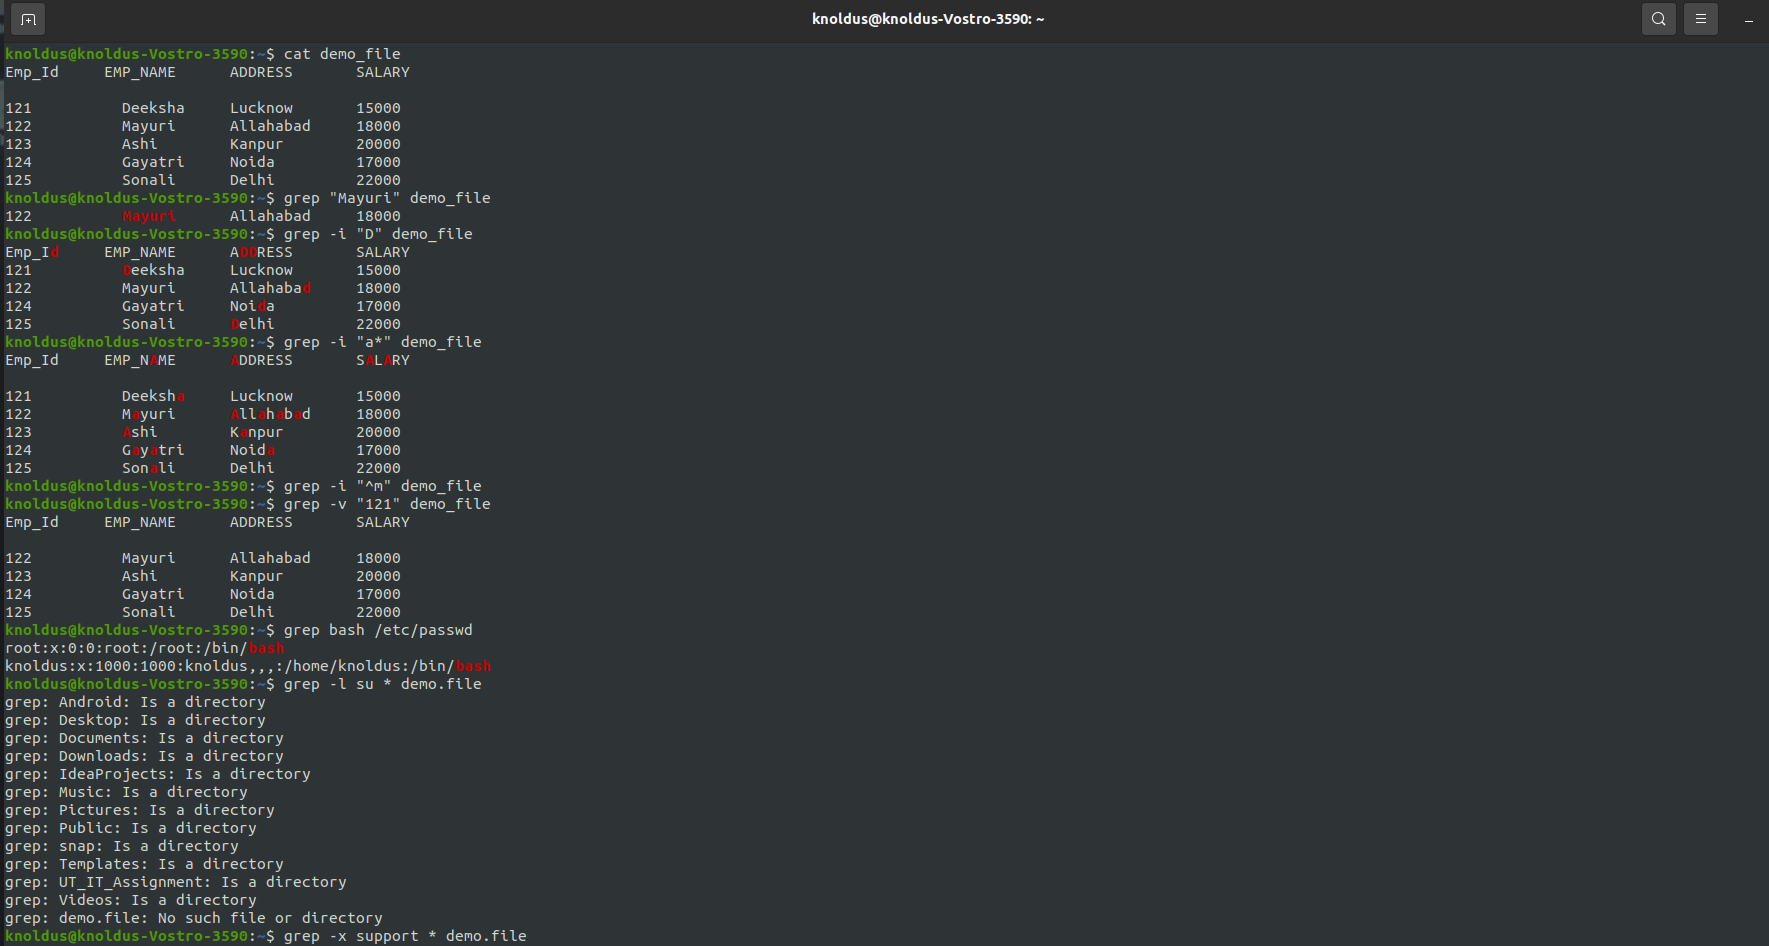 knoldus@knoldus-Vostro-3590: ~
knoldus@knoldus-Vostro-3590:~$ cat demo_file
Emp_Id     EMP_NAME      ADDRESS       SALARY
121          Deeksha     Lucknow       15000
122          Mayuri      Allahabad     18000
123          Ashi        Kanpur        20000
124          Gayatri     Noida         17000
125          Sonali      Delhi         22000
knoldus@knoldus-Vostro-3590:~$ grep "Mayuri" demo_file
122          Mayuri      Allahabad     18000
knoldus@knoldus-Vostro-3590:~$ grep -i "D" demo_file
Emp_Id     EMP_NAME      ADDRESS       SALARY
121          Deeksha     Lucknow       15000
122          Mayuri      Allahabad     18000
124          Gayatri     Noida         17000
125          Sonali      Delhi         22000
knoldus@knoldus-Vostro-3590:~$ grep -i "a*" demo_file
Emp_Id     EMP_NAME      ADDRESS       SALARY
121          Deeksha     Lucknow       15000
122          Mayuri      Allahabad     18000
123          Ashi        Kanpur        20000
124          Gayatri     Noida         17000
125          Sonali      Delhi         22000
knoldus@knoldus-Vostro-3590:~$ grep -i "^m" demo_file
knoldus@knoldus-Vostro-3590:~$ grep -v "121" demo_file
Emp_Id     EMP_NAME      ADDRESS       SALARY
122          Mayuri      Allahabad     18000
123          Ashi        Kanpur        20000
124          Gayatri     Noida         17000
125          Sonali      Delhi         22000
knoldus@knoldus-Vostro-3590:~$ grep bash /etc/passwd
root:x:0:0:root:/root:/bin/bash
knoldus:x:1000:1000:knoldus,,,:/home/knoldus:/bin/bash
knoldus@knoldus-Vostro-3590:~$ grep -l su * demo.file
grep: Android: Is a directory
grep: Desktop: Is a directory
grep: Documents: Is a directory
grep: Downloads: Is a directory
grep: IdeaProjects: Is a directory
grep: Music: Is a directory
grep: Pictures: Is a directory
grep: Public: Is a directory
grep: snap: Is a directory
grep: Templates: Is a directory
grep: UT_IT_Assignment: Is a directory
grep: Videos: Is a directory
grep: demo.file: No such file or directory
knoldus@knoldus-Vostro-3590:~$ grep -x support * demo.file